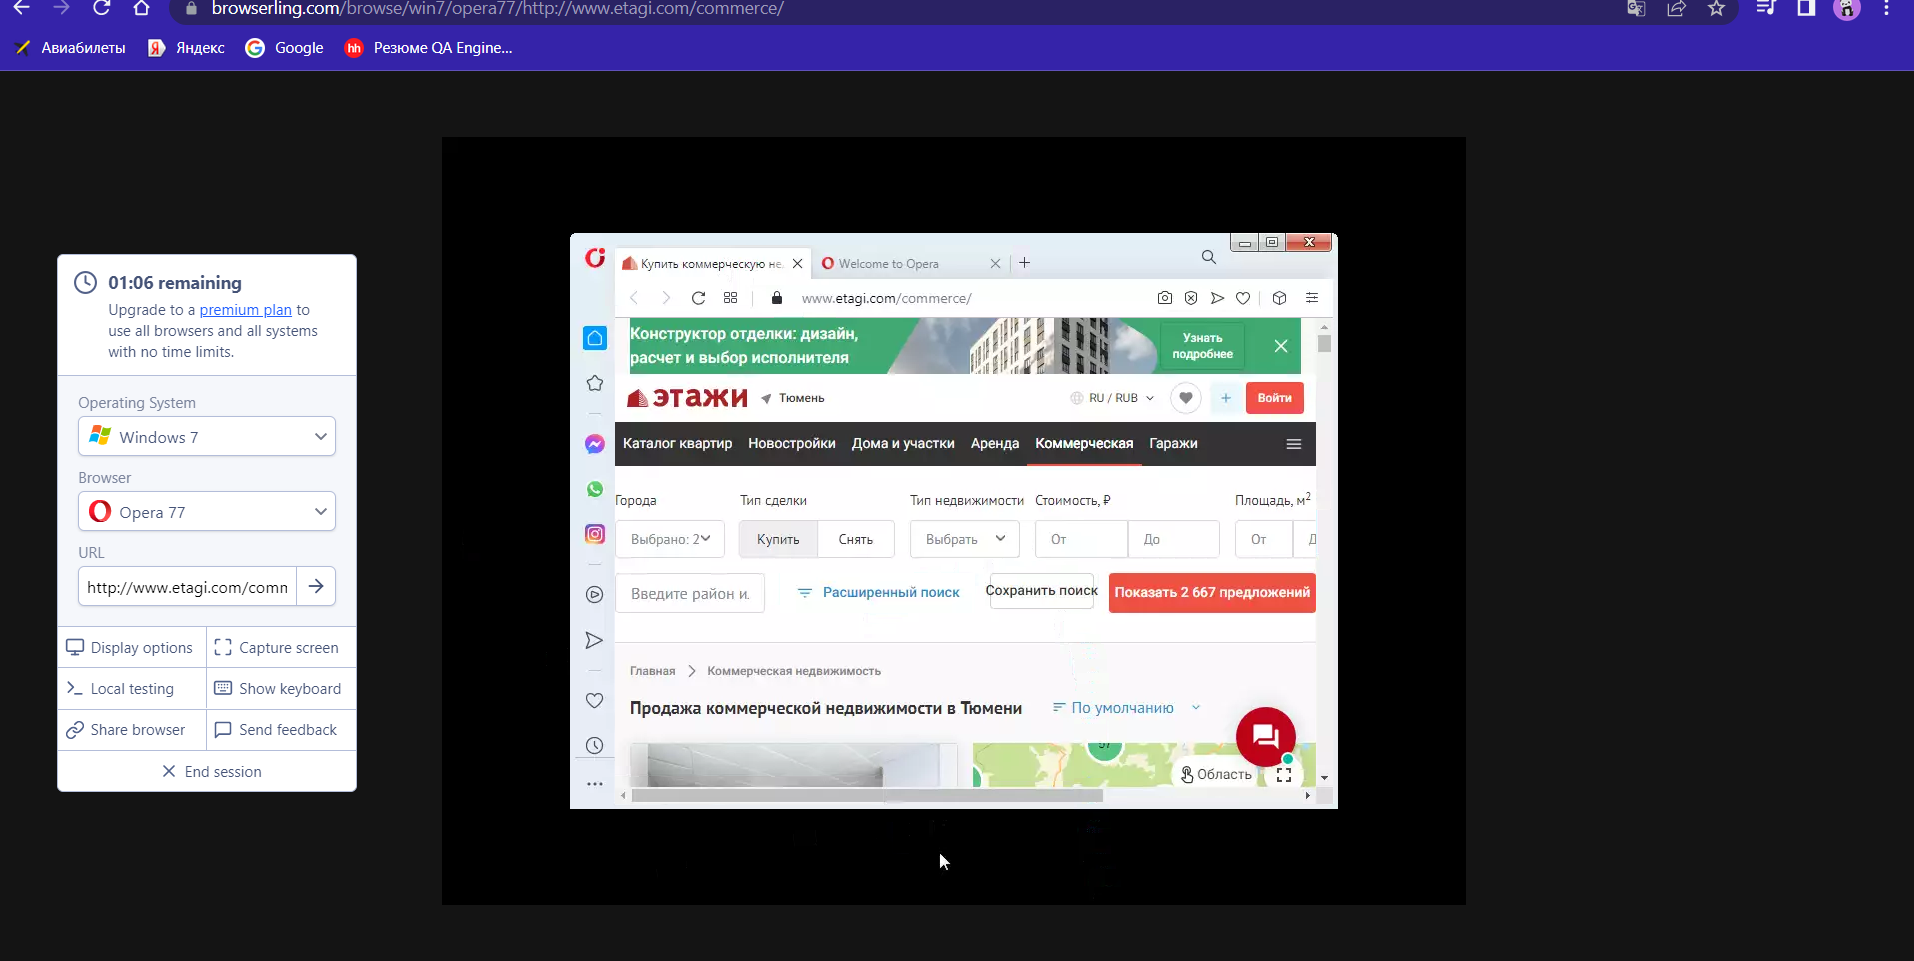 browserling.com/browse/win7/opera77/http://www.etagi.com/commerce/
Авиабилеты Яндекс Google hh Резюме QA Engine...
01:06 remaining
Upgrade to a premium plan to
use all browsers and all systems
with no time limits.
Operating System
Windows 7
Browser
Opera 77
URL
http://www.etagi.com/comm
Display options Capture screen
Local testing Show keyboard
Share browser Send feedback
End session
Купить коммерческую не. Welcome to Opera
www.etagi.com/commerce/
Конструктор отделки: дизайн,
расчет и выбор исполнителя
Узнать
подробнее
этажи Тюмень RU / RUB Войти
Каталог квартир Новостройки Дома и участки Аренда Коммерческая Гаражи
Города Тип сделки Тип недвижимости Стоимость, ₽ Площадь, м²
Выбрано: 2 Купить Снять Выбрать От До От
Введите район и. Расширенный поиск Сохранить поиск Показать 2 667 предложений
Главная Коммерческая недвижимость
Продажа коммерческой недвижимости в Тюмени По умолчанию
Область